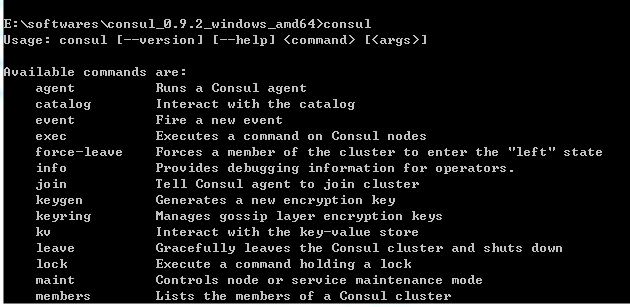 E:\softwares\consul_0.9.2_windows_amd64>consul
Usage: consul [--version] [--help] <command> [<args>]
Available commands are:
agent Runs a Consul agent
catalog Interact with the catalog
event Fire a new event
exec Executes a command on Consul nodes
force-leave Forces a member of the cluster to enter the "left" state
info Provides debugging information for operators.
join Tell Consul agent to join cluster
keygen Generates a new encryption key
keyring Manages gossip layer encryption keys
kv Interact with the key-value store
leave Gracefully leaves the Consul cluster and shuts down
lock Execute a command holding a lock
maint Controls node or service maintenance mode
members Lists the members of a Consul cluster